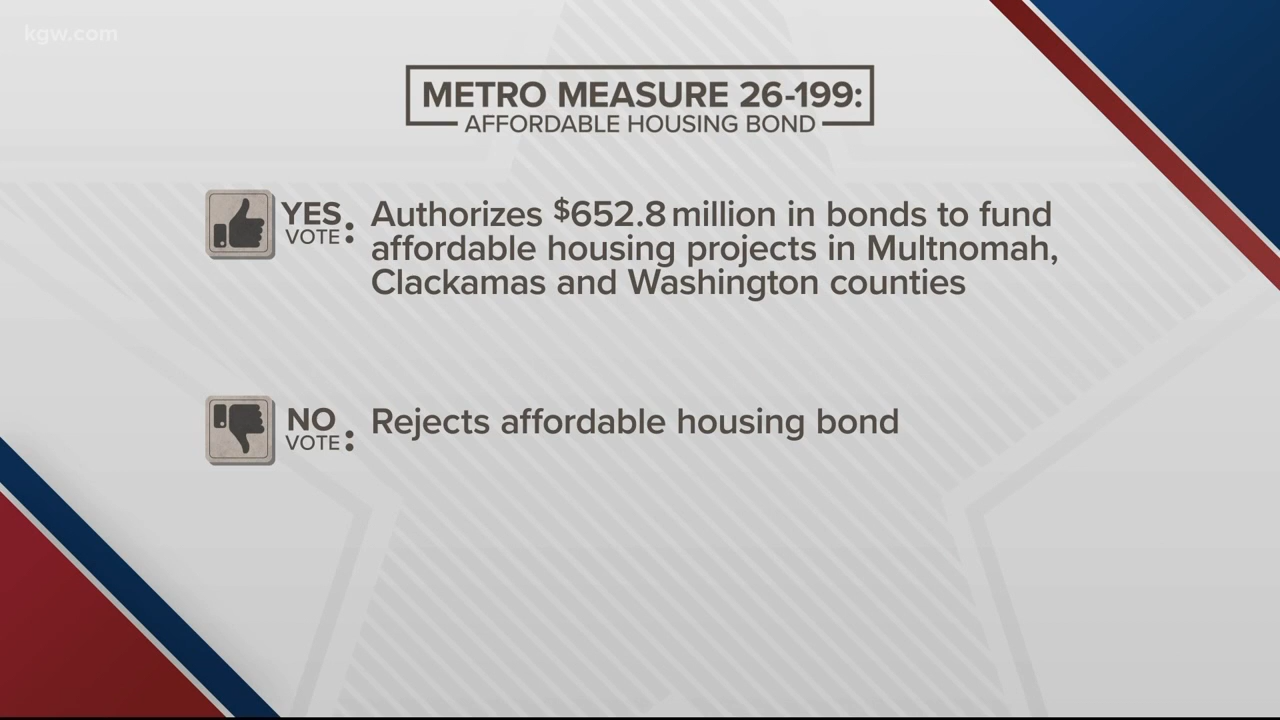 kgw.com
METRO MEASURE 26-199:
AFFORDABLE HOUSING BOND
YES VOTE: Authorizes $652.8 million in bonds to fund
affordable housing projects in Multnomah,
Clackamas and Washington counties
NO VOTE: Rejects affordable housing bond